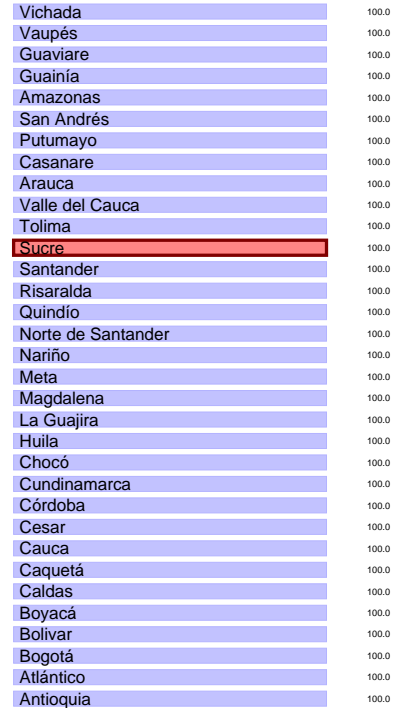 Vichada 100.0
Vaupés 100.0
Guaviare 100.0
Guainía 100.0
Amazonas 100.0
San Andrés 100.0
Putumayo 100.0
Casanare 100.0
Arauca 100.0
Valle del Cauca 100.0
Tolima 100.0
Sucre 100.0
Santander 100.0
Risaralda 100.0
Quindío 100.0
Norte de Santander 100.0
Nariño 100.0
Meta 100.0
Magdalena 100.0
La Guajira 100.0
Huila 100.0
Chocó 100.0
Cundinamarca 100.0
Córdoba 100.0
Cesar 100.0
Cauca 100.0
Caquetá 100.0
Caldas 100.0
Boyacá 100.0
Bolivar 100.0
Bogotá 100.0
Atlántico 100.0
Antioquia 100.0